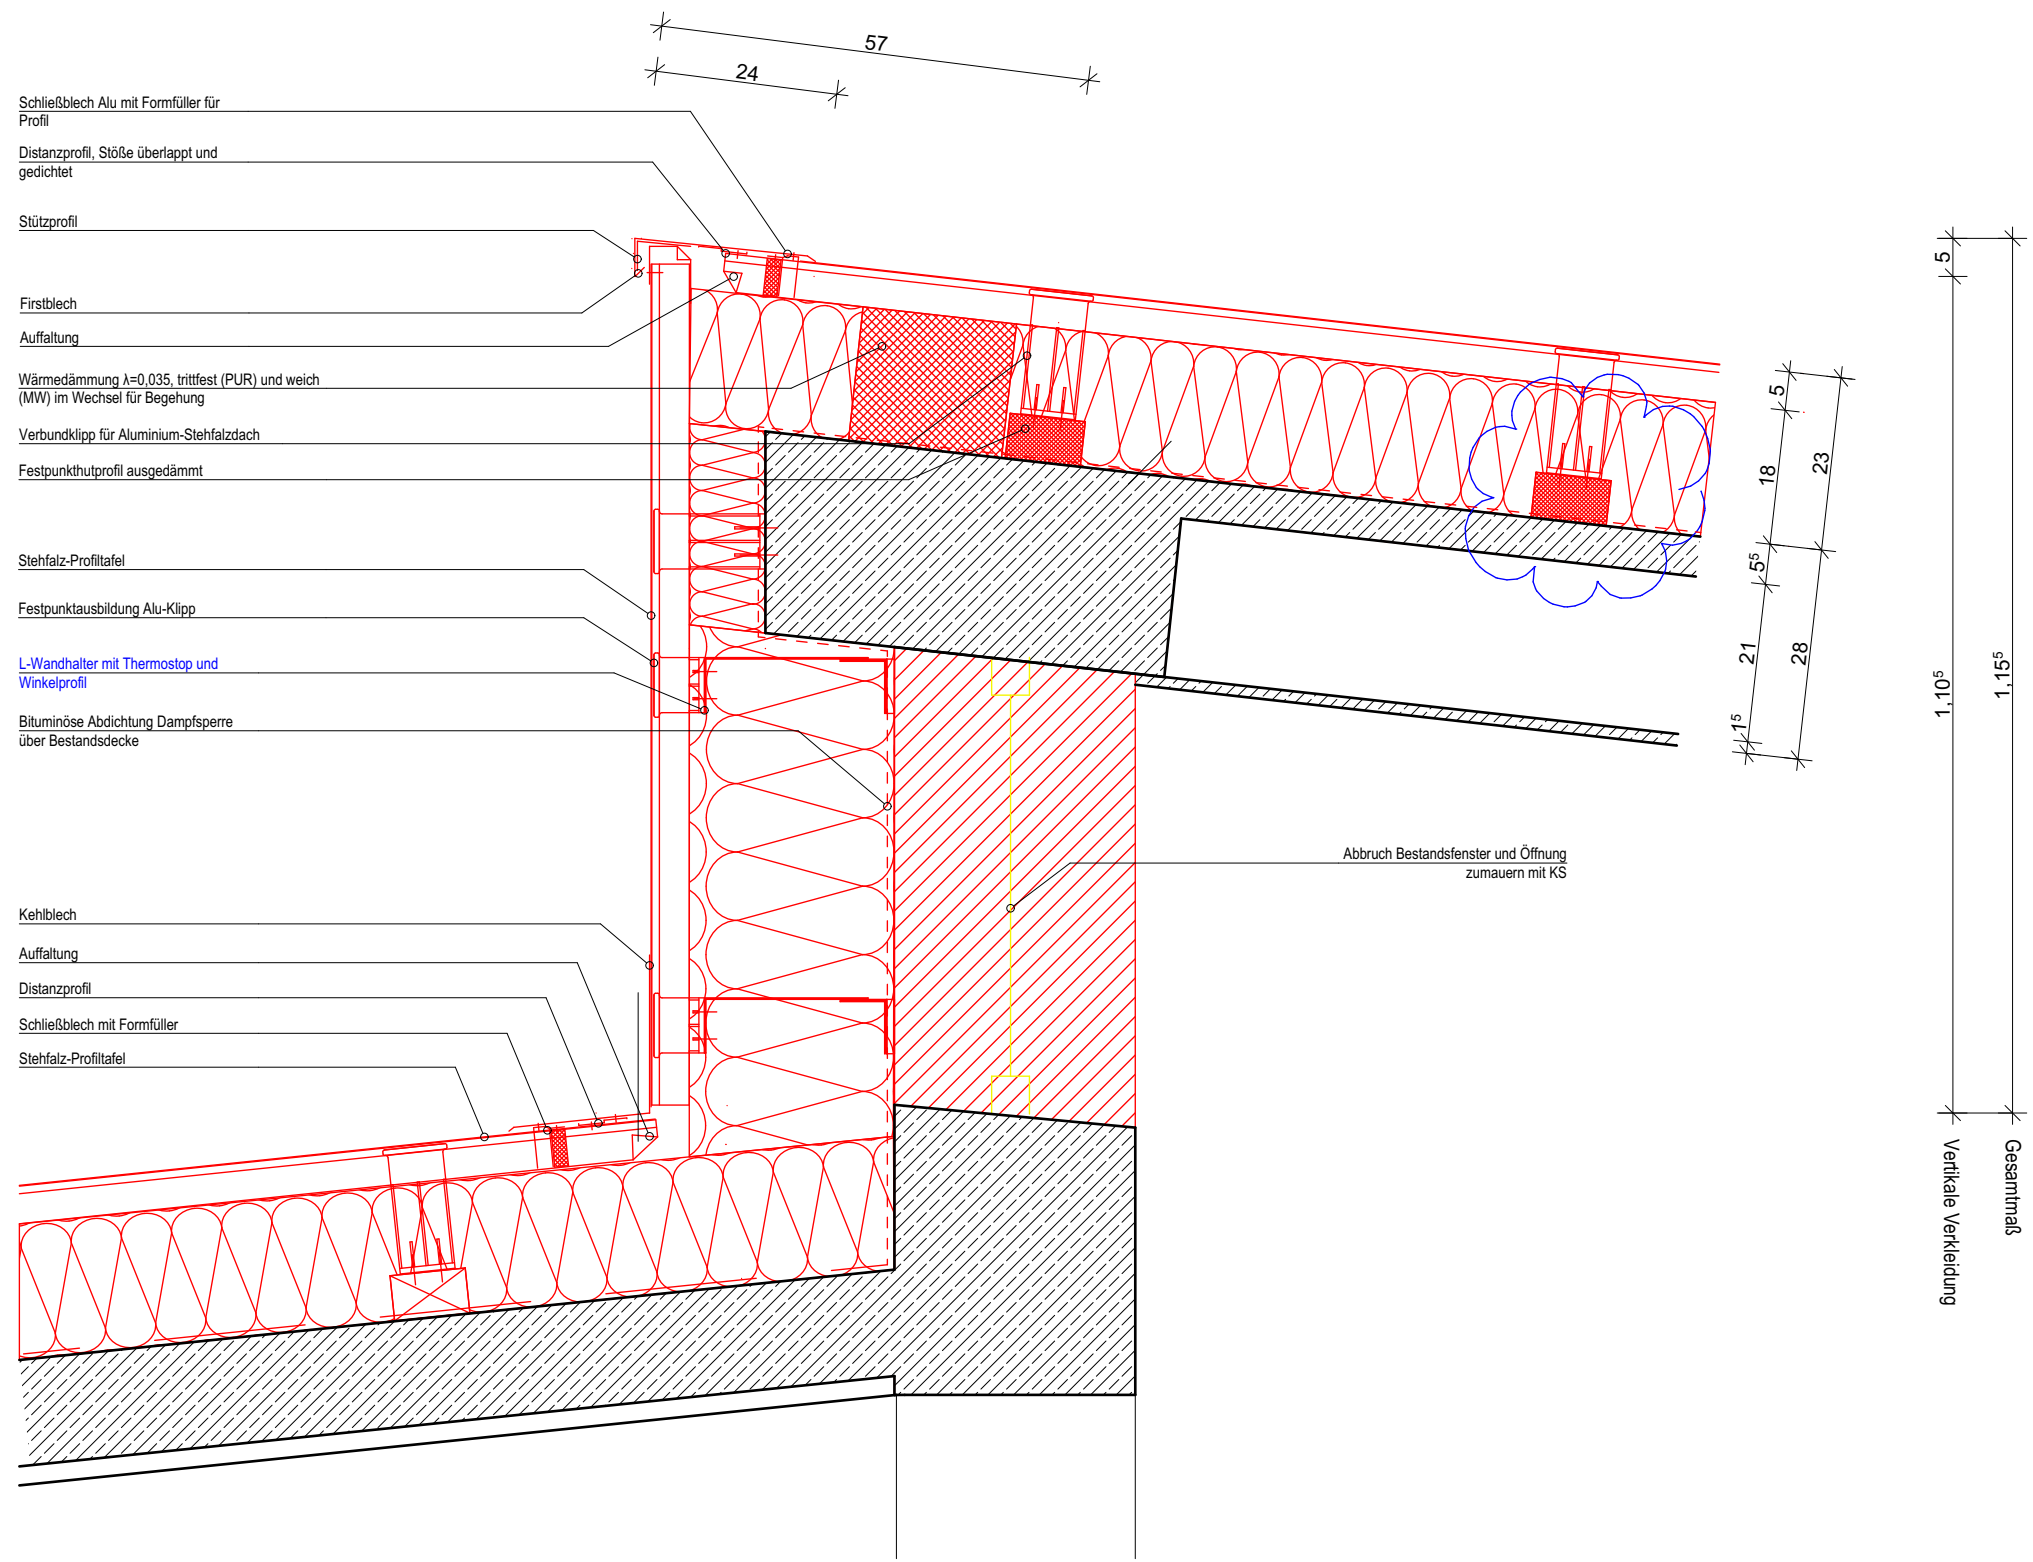 57
24
Schließblech Alu mit Formfüller für
Profil
Distanzprofil, Stöße überlappt und
gedichtet
Stützprofil
Firstblech
Auffaltung
Wärmedämmung λ=0,035, trittfest (PUR) und weich
(MW) im Wechsel für Begehung
Verbundklipp für Aluminium-Stehfalzdach
Festpunkthutprofil ausgedämmt
Stehfalz-Profiltafel
Festpunktausbildung Alu-Klipp
L-Wandhalter mit Thermostop und
Winkelprofil
Bituminöse Abdichtung Dampfsperre
über Bestandsdecke
Kehlblech
Auffaltung
Distanzprofil
Schließblech mit Formfüller
Stehfalz-Profiltafel
Abbruch Bestandsfenster und Öffnung
zumauern mit KS
5
18
23
5⁵
21
28
1⁵
5
1,10⁵
1,15⁵
Vertikale Verkleidung
Gesamtmaß